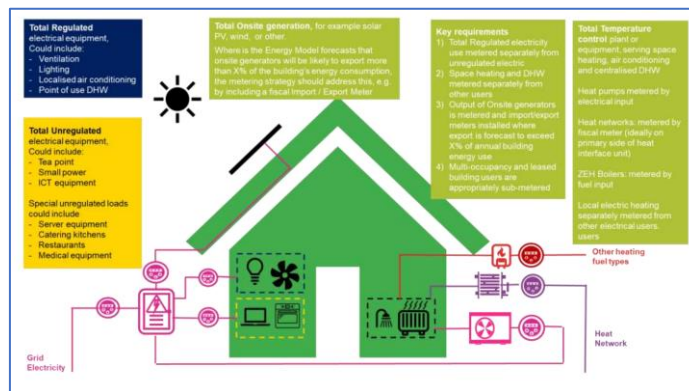 Total Regulated
electrical equipment,
Could include:
- Ventilation
- Lighting
- Localised air conditioning
- Point of use DHW
Total Unregulated
electrical equipment,
Could include:
- Tea point
- Small power
- ICT equipment
Special unregulated loads
could include
- Server equipment
- Catering kitchens
- Restaurants
- Medical equipment
Total Onsite generation, for example solar
PV, wind, or other.
Where is the Energy Model forecasts that
onsite generators will be likely to export more
than X% of the building's energy consumption,
the metering strategy should address this, e.g.
by including a fiscal Import / Export Meter
Key requirements
1) Total Regulated electricity
use metered separately from
unregulated electric
2) Space heating and DHW
metered separately from
other users
3) Output of Onsite generators
is metered and import/export
meters installed where
export is forecast to exceed
X% of annual building
energy use
4) Multi-occupancy and leased
building users are
appropriately sub-metered
Total Temperature
control plant or
equipment, serving space
heating, air conditioning
and centralised DHW
Heat pumps metered by
electrical input
Heat networks: metered by
fiscal meter (ideally on
primary side of heat
interface unit)
ZEH Boilers: metered by
fuel input
Local electric heating
separately metered from
other electrical users.
users
Other heating
fuel types
Heat
Network
Grid
Electricity